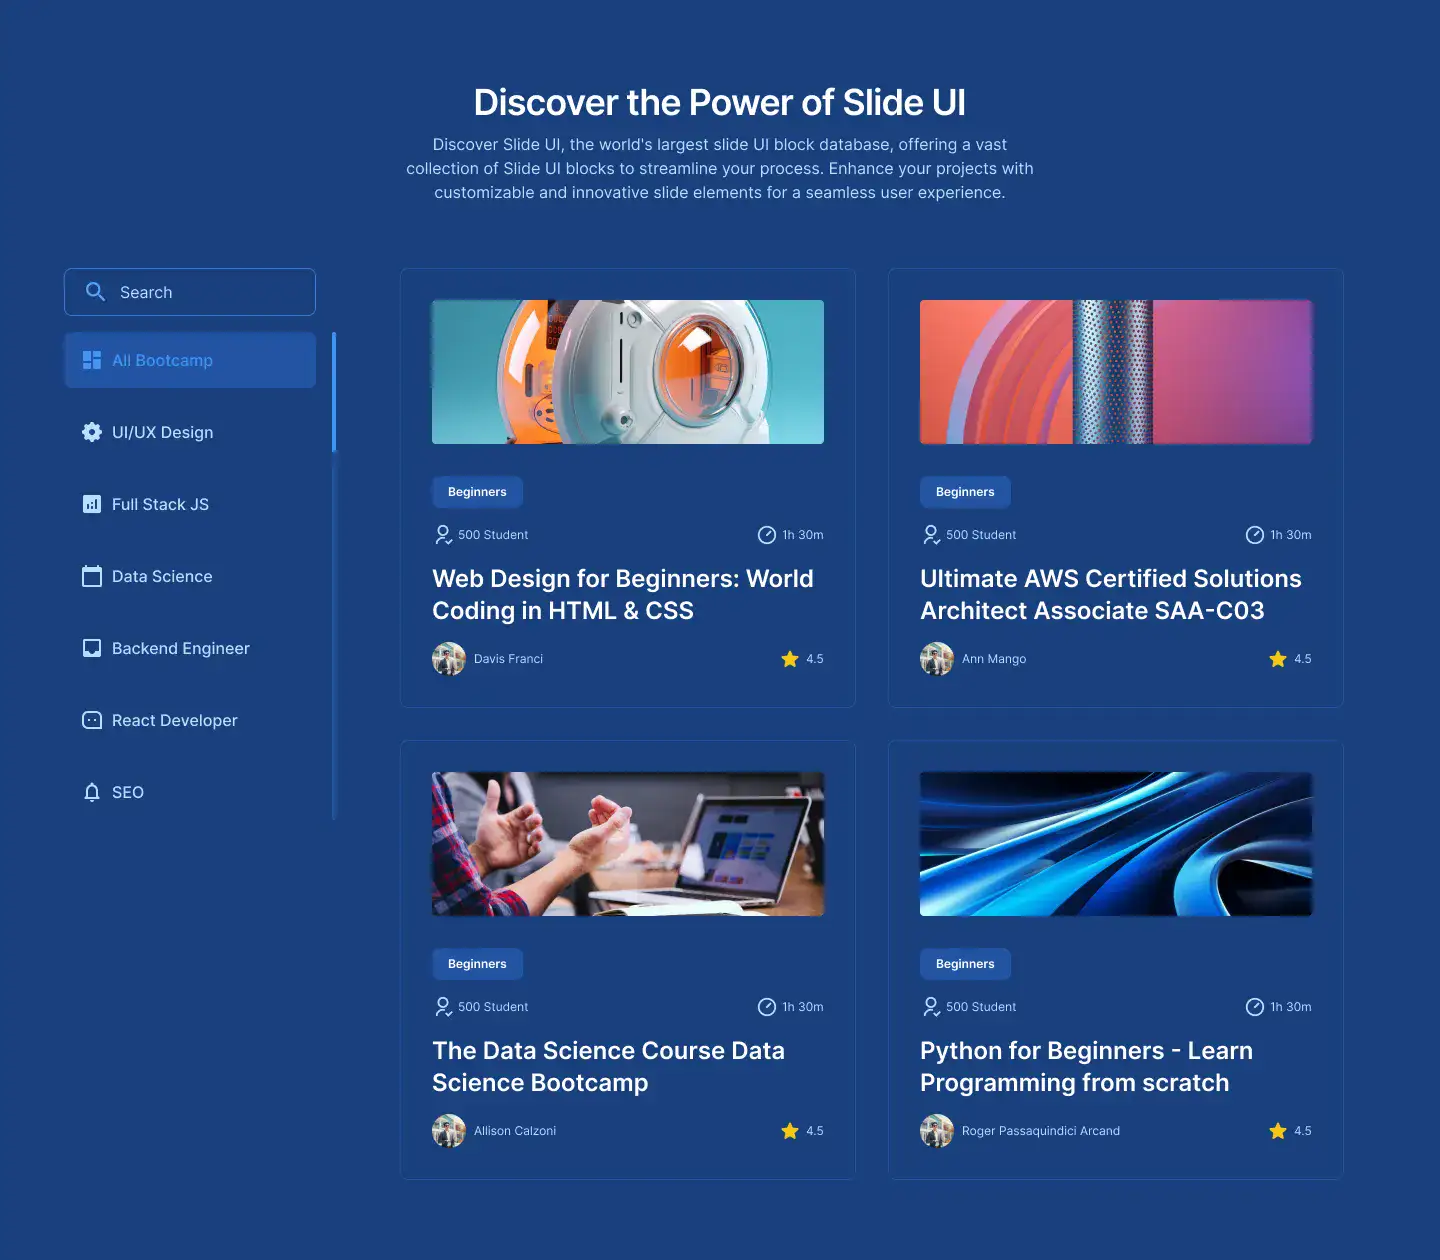 Discover the Power of Slide UI
Discover Slide UI, the world's largest slide UI block database, offering a vast
collection of Slide UI blocks to streamline your process. Enhance your projects with
customizable and innovative slide elements for a seamless user experience.
Search
All Bootcamp
UI/UX Design
Full Stack JS
Data Science
Backend Engineer
React Developer
SEO
Beginners
500 Student
1h 30m
Web Design for Beginners: World
Coding in HTML & CSS
Davis Franci
4.5
Beginners
500 Student
1h 30m
Ultimate AWS Certified Solutions
Architect Associate SAA-C03
Ann Mango
4.5
Beginners
500 Student
1h 30m
The Data Science Course Data
Science Bootcamp
Allison Calzoni
4.5
Beginners
500 Student
1h 30m
Python for Beginners - Learn
Programming from scratch
Roger Passaquindici Arcand
4.5